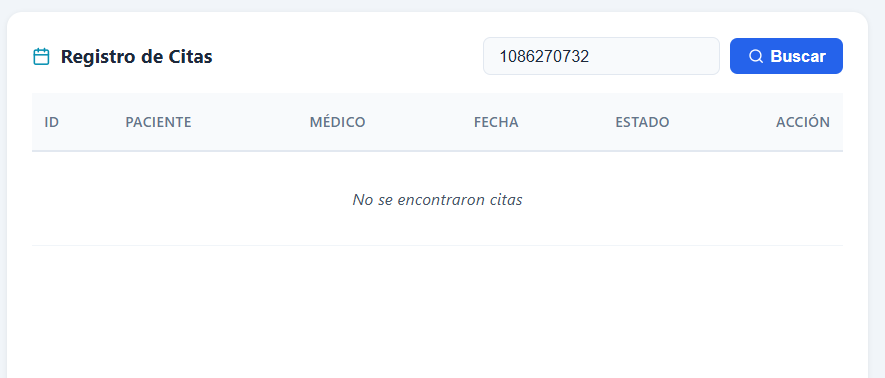 Registro de Citas 1086270732 Buscar
ID PACIENTE MÉDICO FECHA ESTADO ACCIÓN
No se encontraron citas